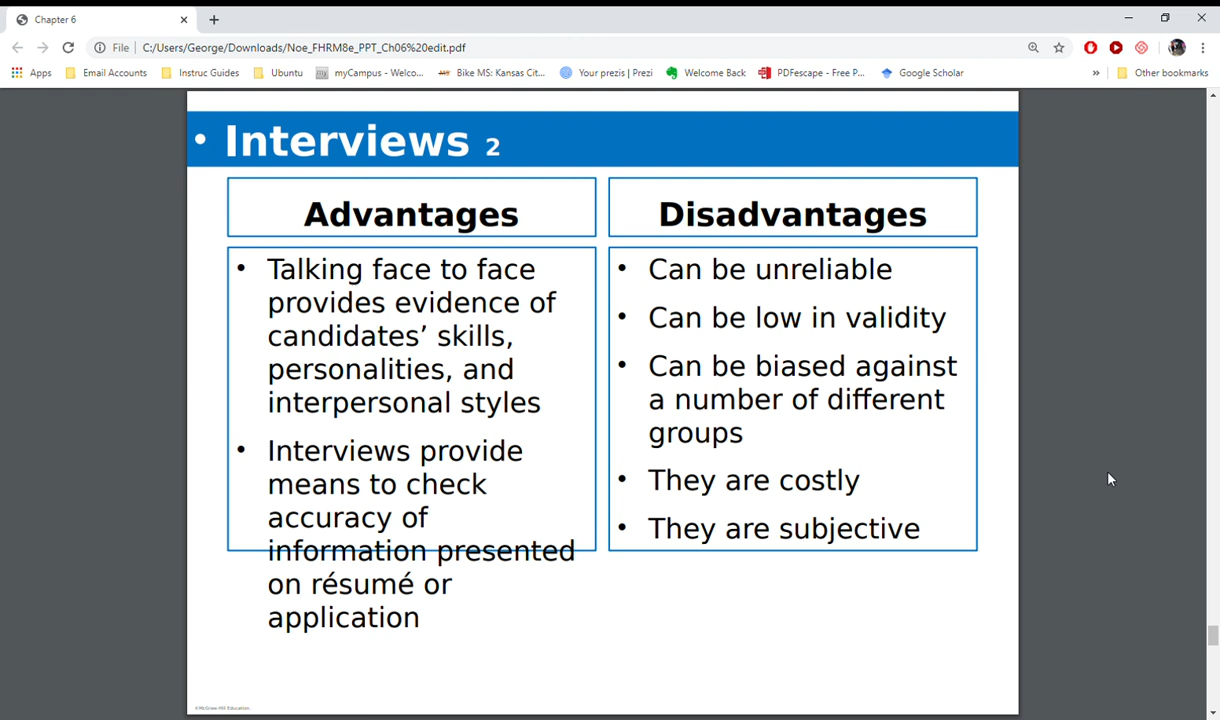 Chapter 6
File
C:/Users/George/Downloads/Noe_FHRM8e_PPT_Ch06%20edit.pdf
Apps
Email Accounts
Instruc Guides
Ubuntu
myCampus - Welco...
Bike MS: Kansas Cit...
Your prezis | Prezi
Welcome Back
PDFescape - Free P...
Google Scholar
»
Other bookmarks
• Interviews 2
Advantages
• Talking face to face
provides evidence of
candidates’ skills,
personalities, and
interpersonal styles
• Interviews provide
means to check
accuracy of
information presented
on résumé or
application
Disadvantages
• Can be unreliable
• Can be low in validity
• Can be biased against
a number of different
groups
• They are costly
• They are subjective
©McGraw-Hill Education.